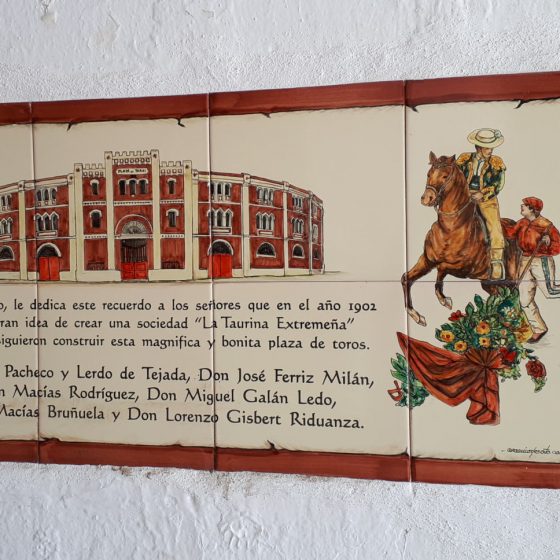 PLAZA DE TOROS
o, le dedica este recuerdo a los señores que en el año 1902
ran idea de crear una sociedad "La Taurina Extremeña"
siguieron construir esta magnifica y bonita plaza de toros.
Pacheco y Lerdo de Tejada, Don José Ferriz Milán,
n Macías Rodríguez, Don Miguel Galán Ledo,
Macías Bruñuela y Don Lorenzo Gisbert Riduanza.